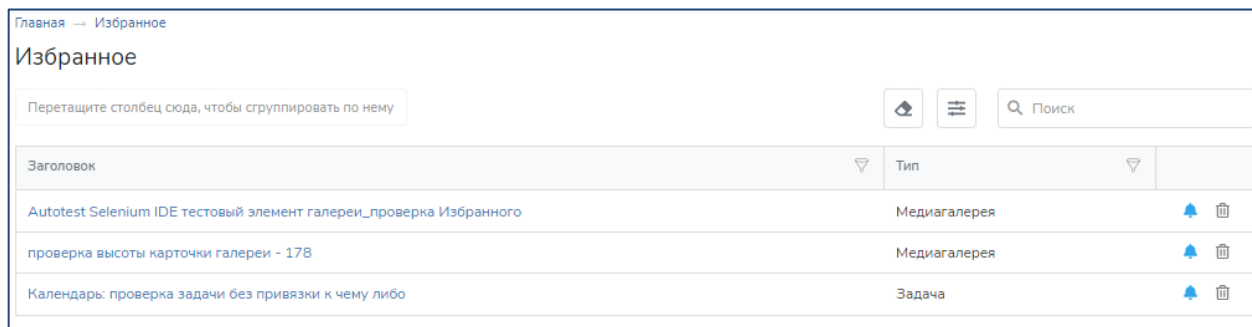 Главная → Избранное
Избранное
Перетащите столбец сюда, чтобы сгруппировать по нему
Поиск
Заголовок Тип
Autotest Selenium IDE тестовый элемент галереи_проверка Избранного Медиагалерея
проверка высоты карточки галереи - 178 Медиагалерея
Календарь: проверка задачи без привязки к чему либо Задача